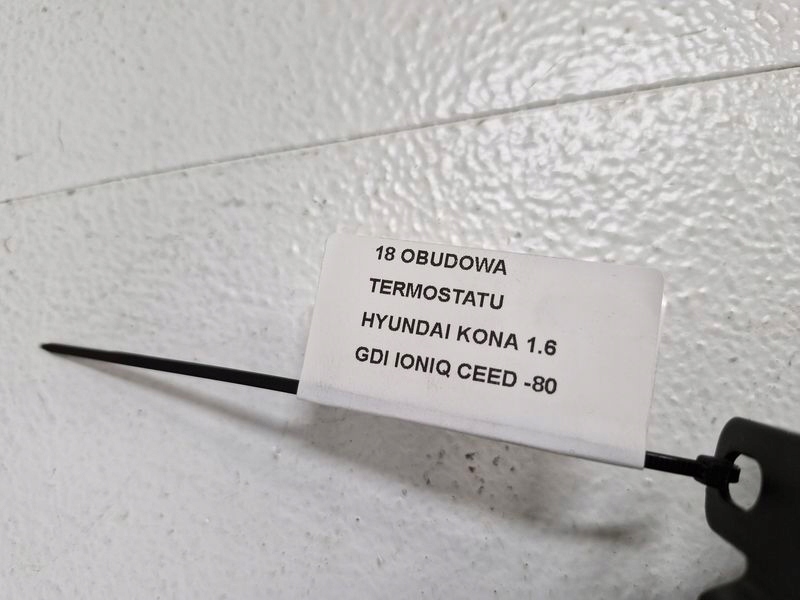 18 OBUDOWA
TERMOSTATU
HYUNDAI KONA 1.6
GDI IONIQ CEED -80